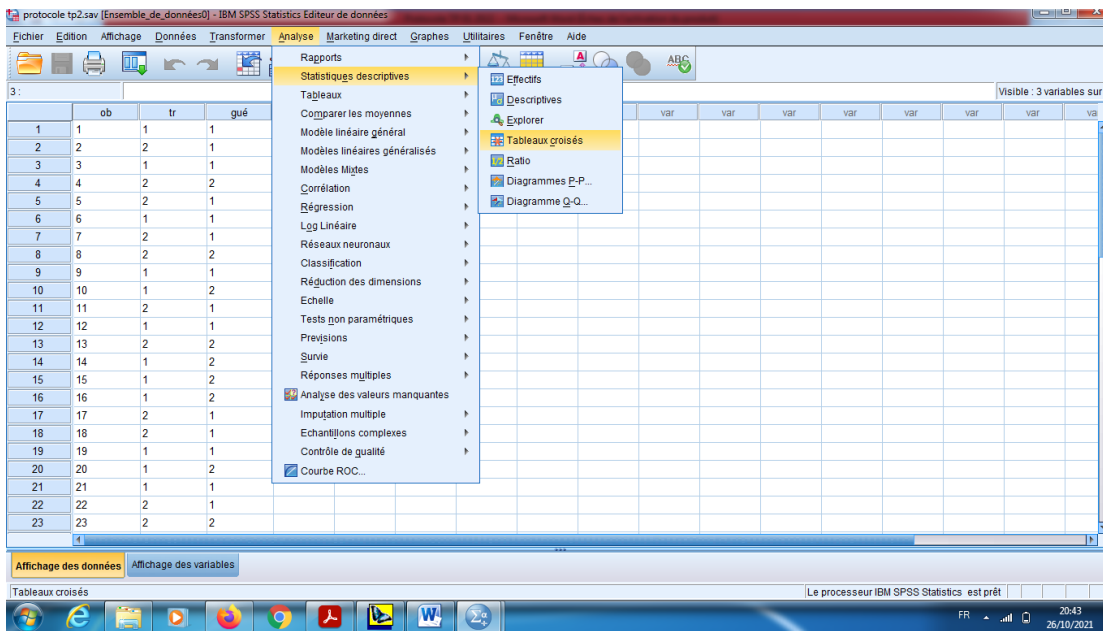 protocole tp2.sav [Ensemble_de_données0] - IBM SPSS Statistics Editeur de données
Fichier Edition Affichage Données Transformer Analyse Marketing direct Graphes Utilitaires Fenêtre Aide
3 :
Visible : 3 variables sur
ob tr gué var var var var var var va
1 1 1 1
2 2 2 1
3 3 1 1
4 4 2 2
5 5 2 1
6 6 1 1
7 7 2 1
8 8 2 2
9 9 1 1
10 10 1 2
11 11 2 1
12 12 1 1
13 13 2 2
14 14 1 2
15 15 1 2
16 16 1 2
17 17 2 1
18 18 2 1
19 19 1 1
20 20 1 2
21 21 1 1
22 22 2 1
23 23 2 2
Rapports
Statistiques descriptives
Tableaux
Comparer les moyennes
Modèle linéaire général
Modèles linéaires généralisés
Modèles Mixtes
Corrélation
Régression
Log Linéaire
Réseaux neuronaux
Classification
Réduction des dimensions
Echelle
Tests non paramétriques
Previsions
Survie
Réponses multiples
Analyse des valeurs manquantes
Imputation multiple
Echantillons complexes
Contrôle de qualité
Courbe ROC...
Effectifs
Descriptives
Explorer
Tableaux croisés
Ratio
Diagrammes P-P...
Diagramme Q-Q...
ABC
Affichage des données Affichage des variables
Tableaux croisés
Le processeur IBM SPSS Statistics est prêt
FR
20:43
26/10/2021